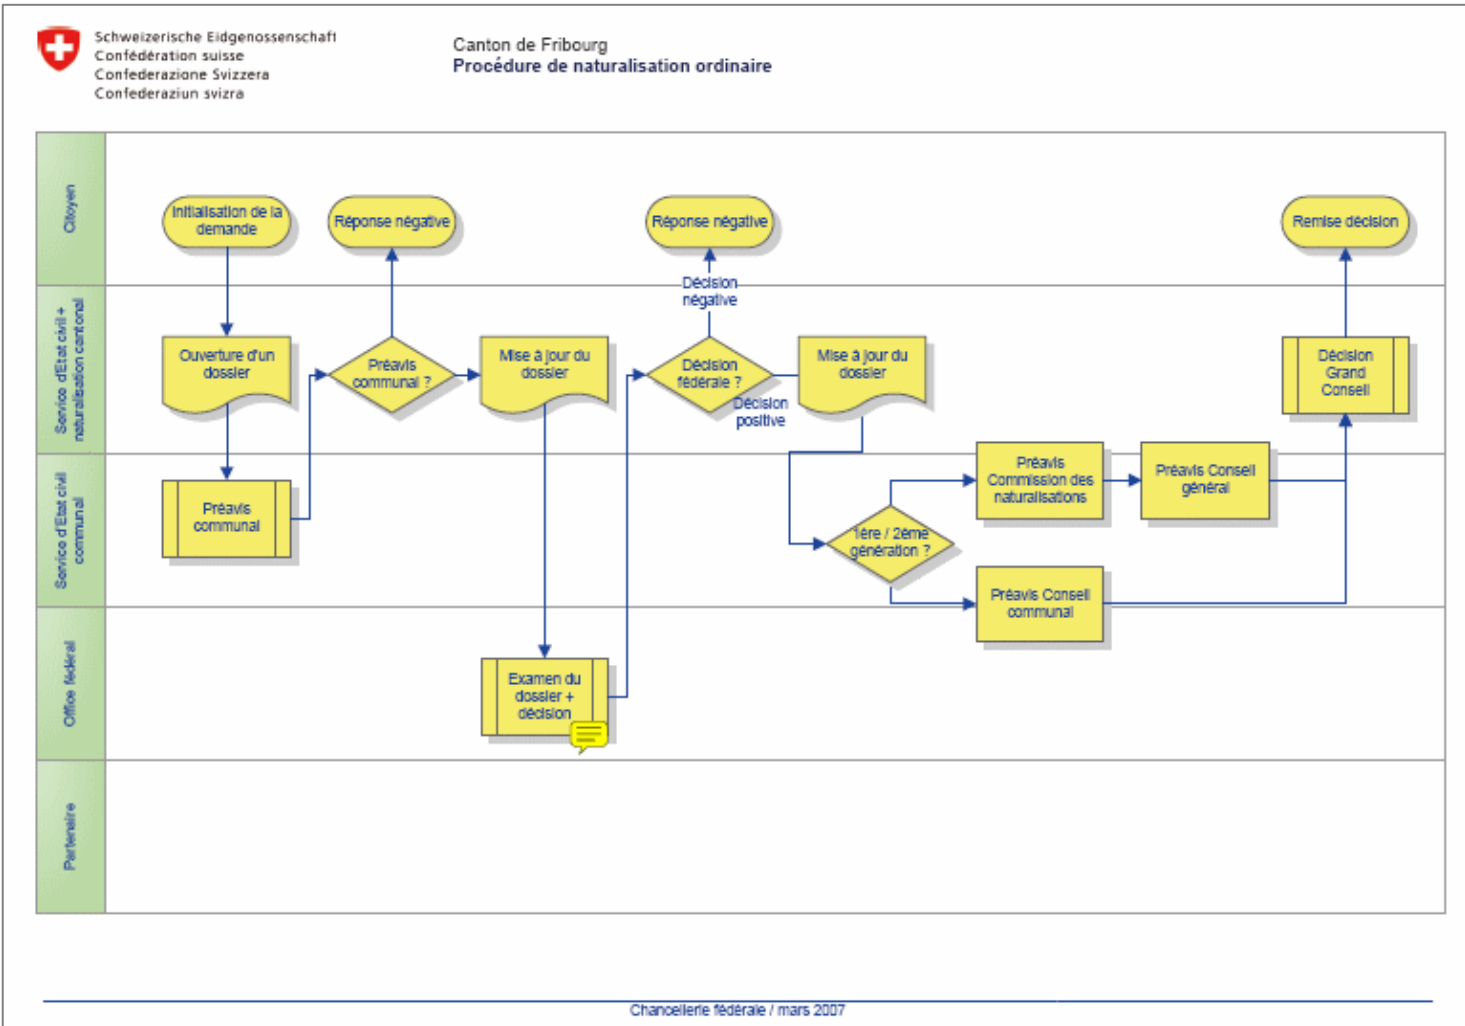 Schweizerische Eidgenossenschaft
Confédération suisse
Confederazione Svizzera
Confederaziun svizra
Canton de Fribourg
Procédure de naturalisation ordinaire
Citoyen
Initialisation de la
demande
Réponse négative
Réponse négative
Remise décision
Décision
négative
Service d'Etat civil +
naturalisation cantonal
Ouverture d'un
dossier
Préavis
communal ?
Mise à jour du
dossier
Décision
fédérale ?
Décision
positive
Mise à jour du
dossier
Décision
Grand
Conseil
Service d'Etat civil
communal
Préavis
communal
1ère / 2ème
génération ?
Préavis
Commission des
naturalisations
Préavis Conseil
général
Préavis Conseil
communal
Office fédéral
Examen du
dossier +
décision
Partenaire
Chancellerie fédérale / mars 2007